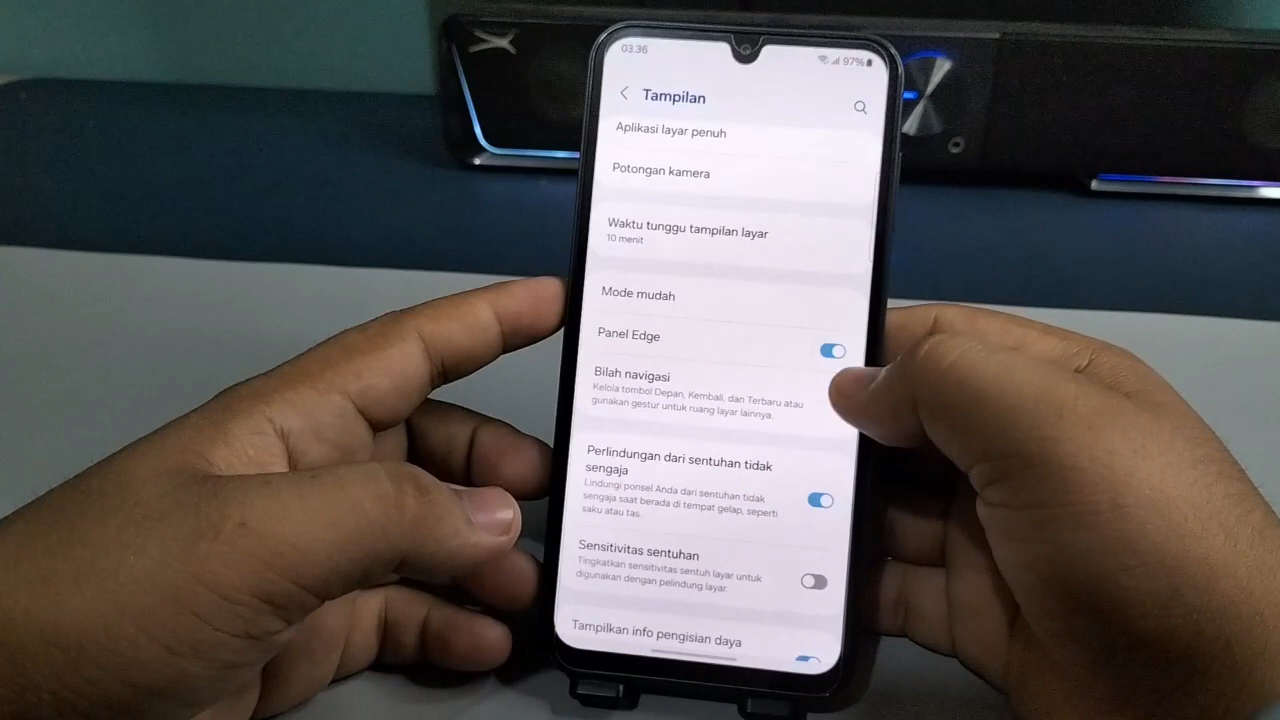 03.36
97%
Tampilan
Aplikasi layar penuh
Potongan kamera
Waktu tunggu tampilan layar
10 menit
Mode mudah
Panel Edge
Bilah navigasi
Kelola tombol Depan, Kembali, dan Terbaru atau
gunakan gestur untuk ruang layar lainnya.
Perlindungan dari sentuhan tidak
sengaja
Lindungi ponsel Anda dari sentuhan tidak
sengaja saat berada di tempat gelap, seperti
saku atau tas.
Sensitivitas sentuhan
Tingkatkan sensitivitas sentuh layar untuk
digunakan dengan pelindung layar.
Tampilkan info pengisian daya